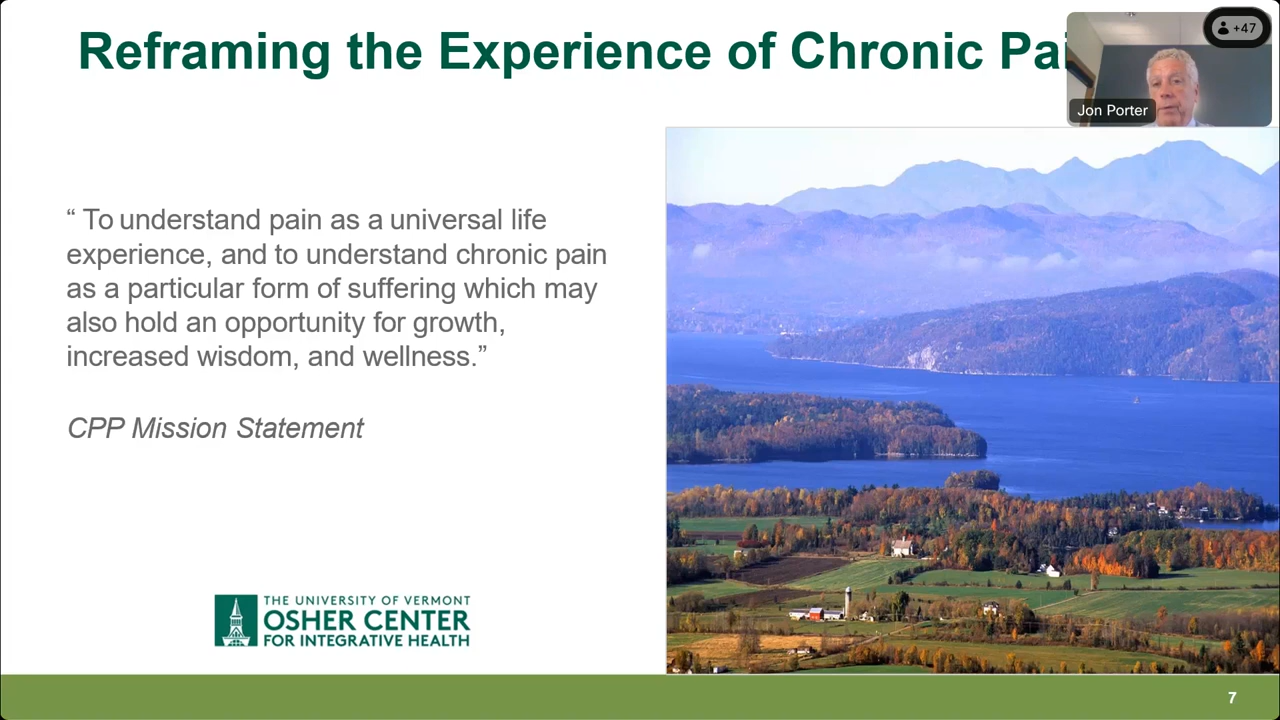 Reframing the Experience of Chronic Pai
+47
Jon Porter
“ To understand pain as a universal life
experience, and to understand chronic pain
as a particular form of suffering which may
also hold an opportunity for growth,
increased wisdom, and wellness.”
CPP Mission Statement
THE UNIVERSITY OF VERMONT
OSHER CENTER
FOR INTEGRATIVE HEALTH
7